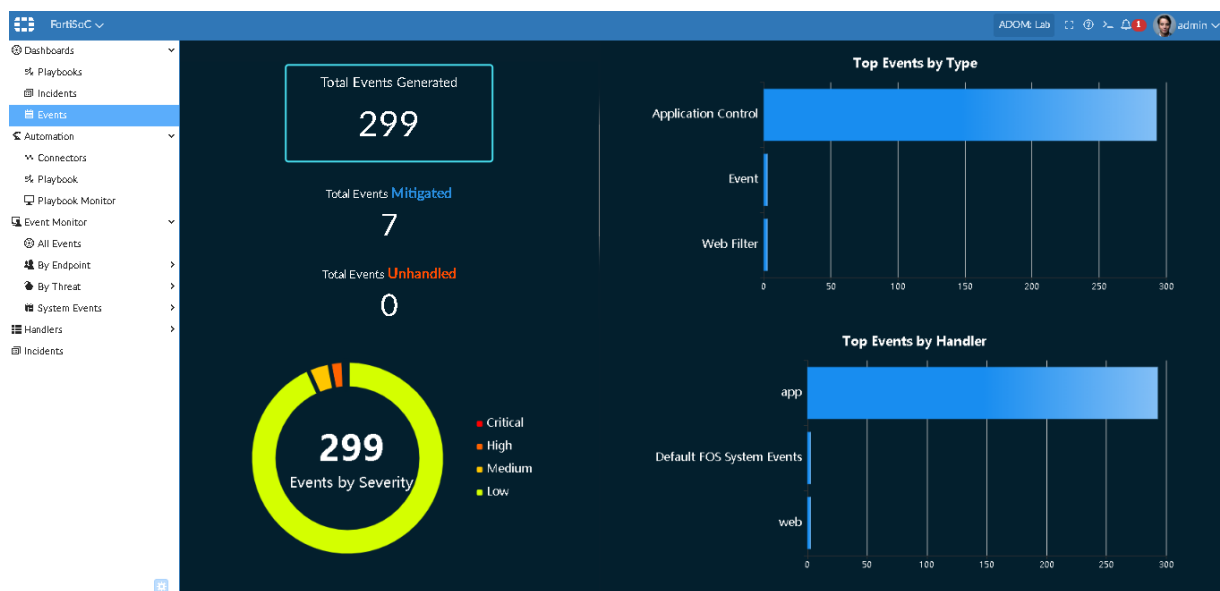 FortiSoC
ADOM: Lab
1
admin
Dashboards
Playbooks
Incidents
Events
Automation
Connectors
Playbook
Playbook Monitor
Event Monitor
All Events
By Endpoint
By Threat
System Events
Handlers
Incidents
Total Events Generated
299
Total Events Mitigated
7
Total Events Unhandled
0
299
Events by Severity
Critical
High
Medium
Low
Top Events by Type
Application Control
Event
Web Filter
0 50 100 150 200 250 300
Top Events by Handler
app
Default FOS System Events
web
0 50 100 150 200 250 300